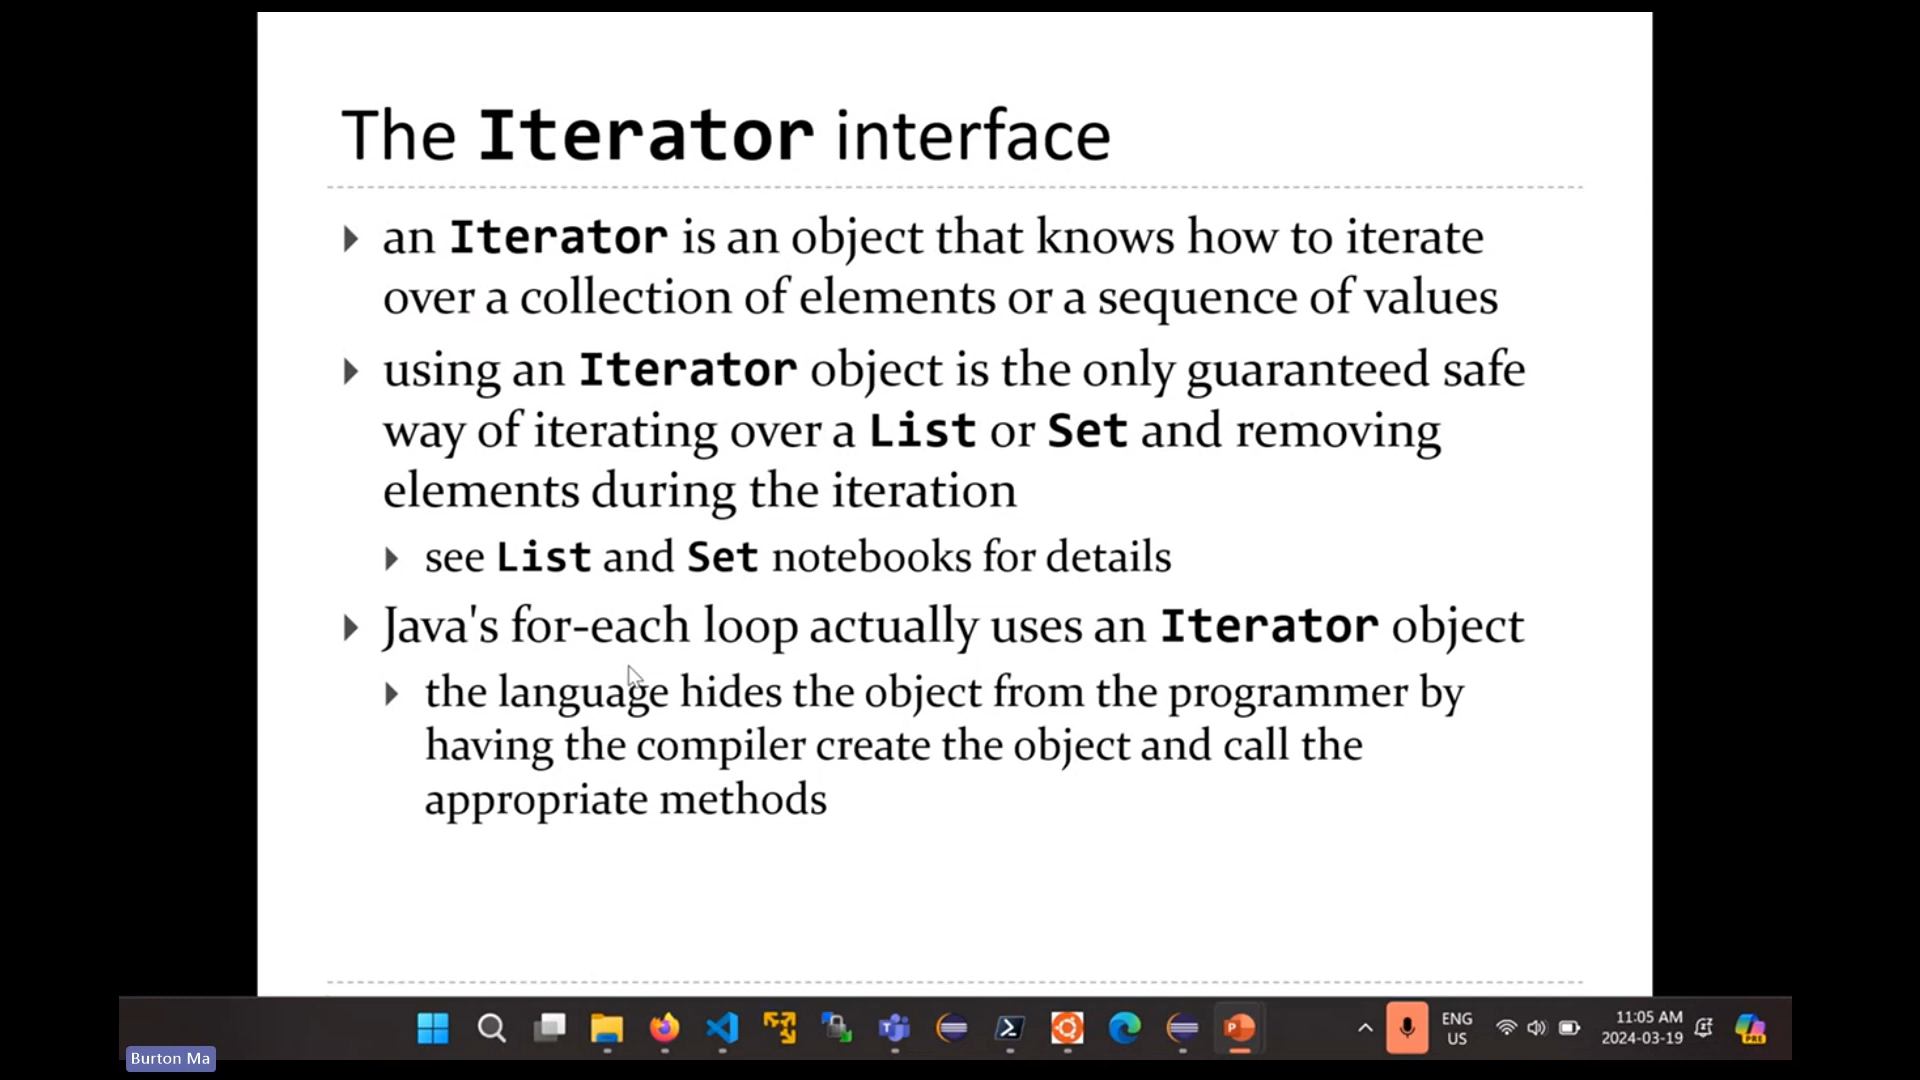 The Iterator interface
an Iterator is an object that knows how to iterate
over a collection of elements or a sequence of values
using an Iterator object is the only guaranteed safe
way of iterating over a List or Set and removing
elements during the iteration
see List and Set notebooks for details
Java's for-each loop actually uses an Iterator object
the language hides the object from the programmer by
having the compiler create the object and call the
appropriate methods
ENG
US
11:05 AM
2024-03-19
PRE
Burton Ma